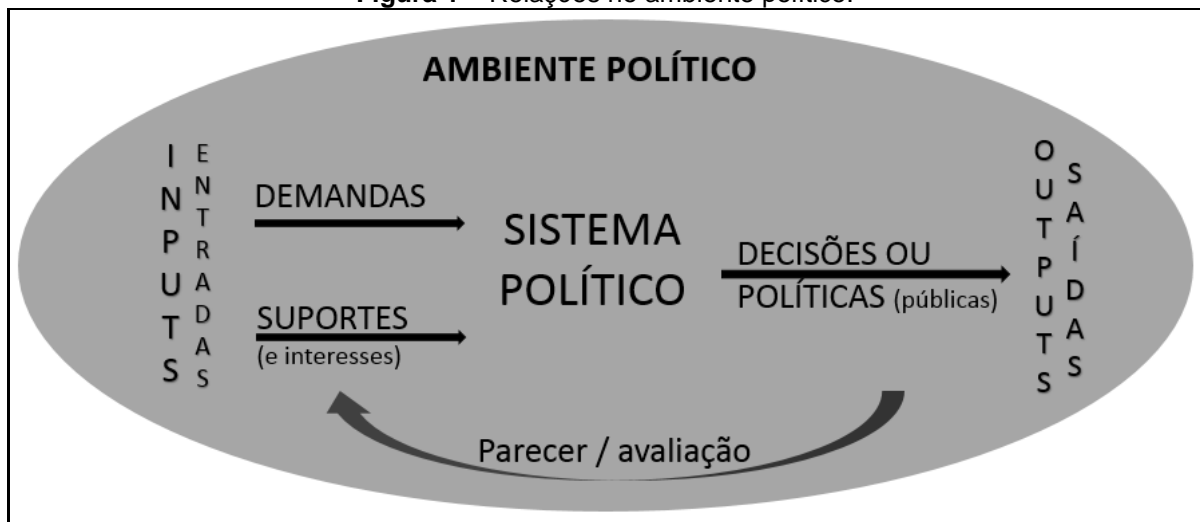 AMBIENTE POLÍTICO
INPUTS
ENTRADAS
DEMANDAS
SUPORTES
(e interesses)
SISTEMA
POLÍTICO
DECISÕES OU
POLÍTICAS (públicas)
OUTPUTS
SAÍDAS
Parecer / avaliação